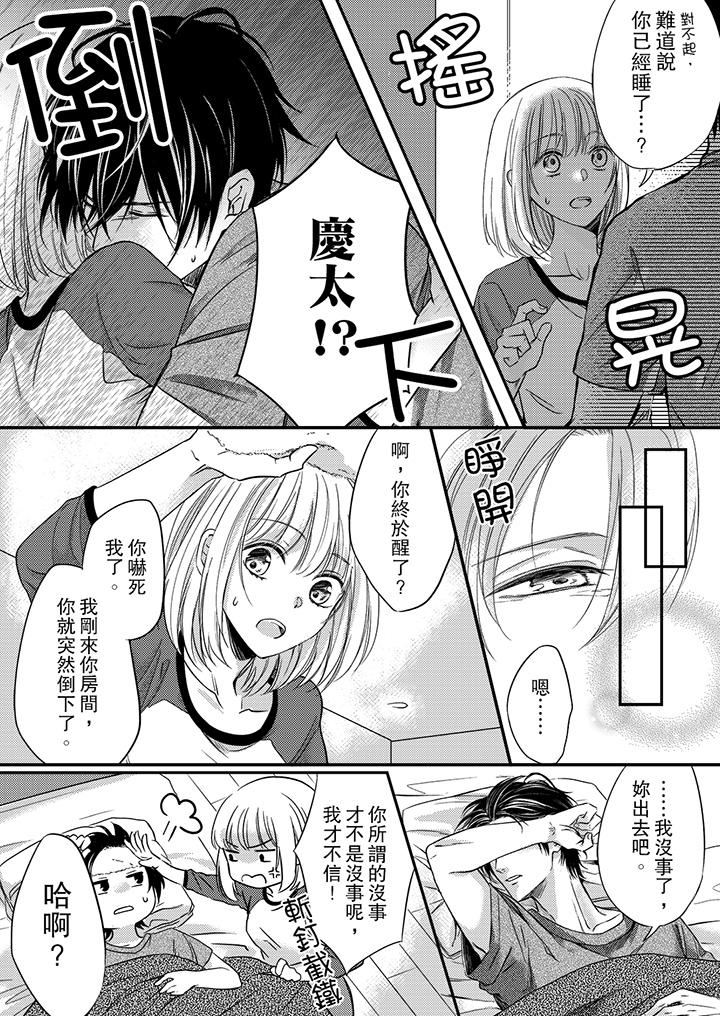 對不起，
難道說
你已經睡了…？
搖
晃
慶太
!?
倒
下
睜開
嗯……
啊，你終於醒了？
你嚇死
我了。
我剛來你房間，
你就突然倒下了。
……我沒事了，
妳出去吧。
你所謂的沒事
才不是沒事呢，
我才不信！
斬釘截鐵
哈啊？